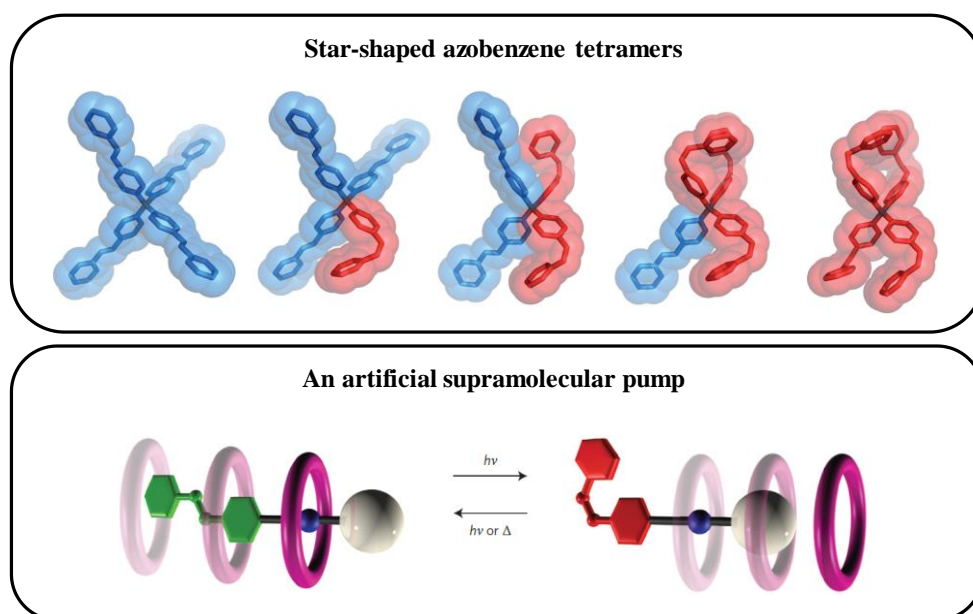 Star-shaped azobenzene tetramers
An artificial supramolecular pump
hν
hν or Δ